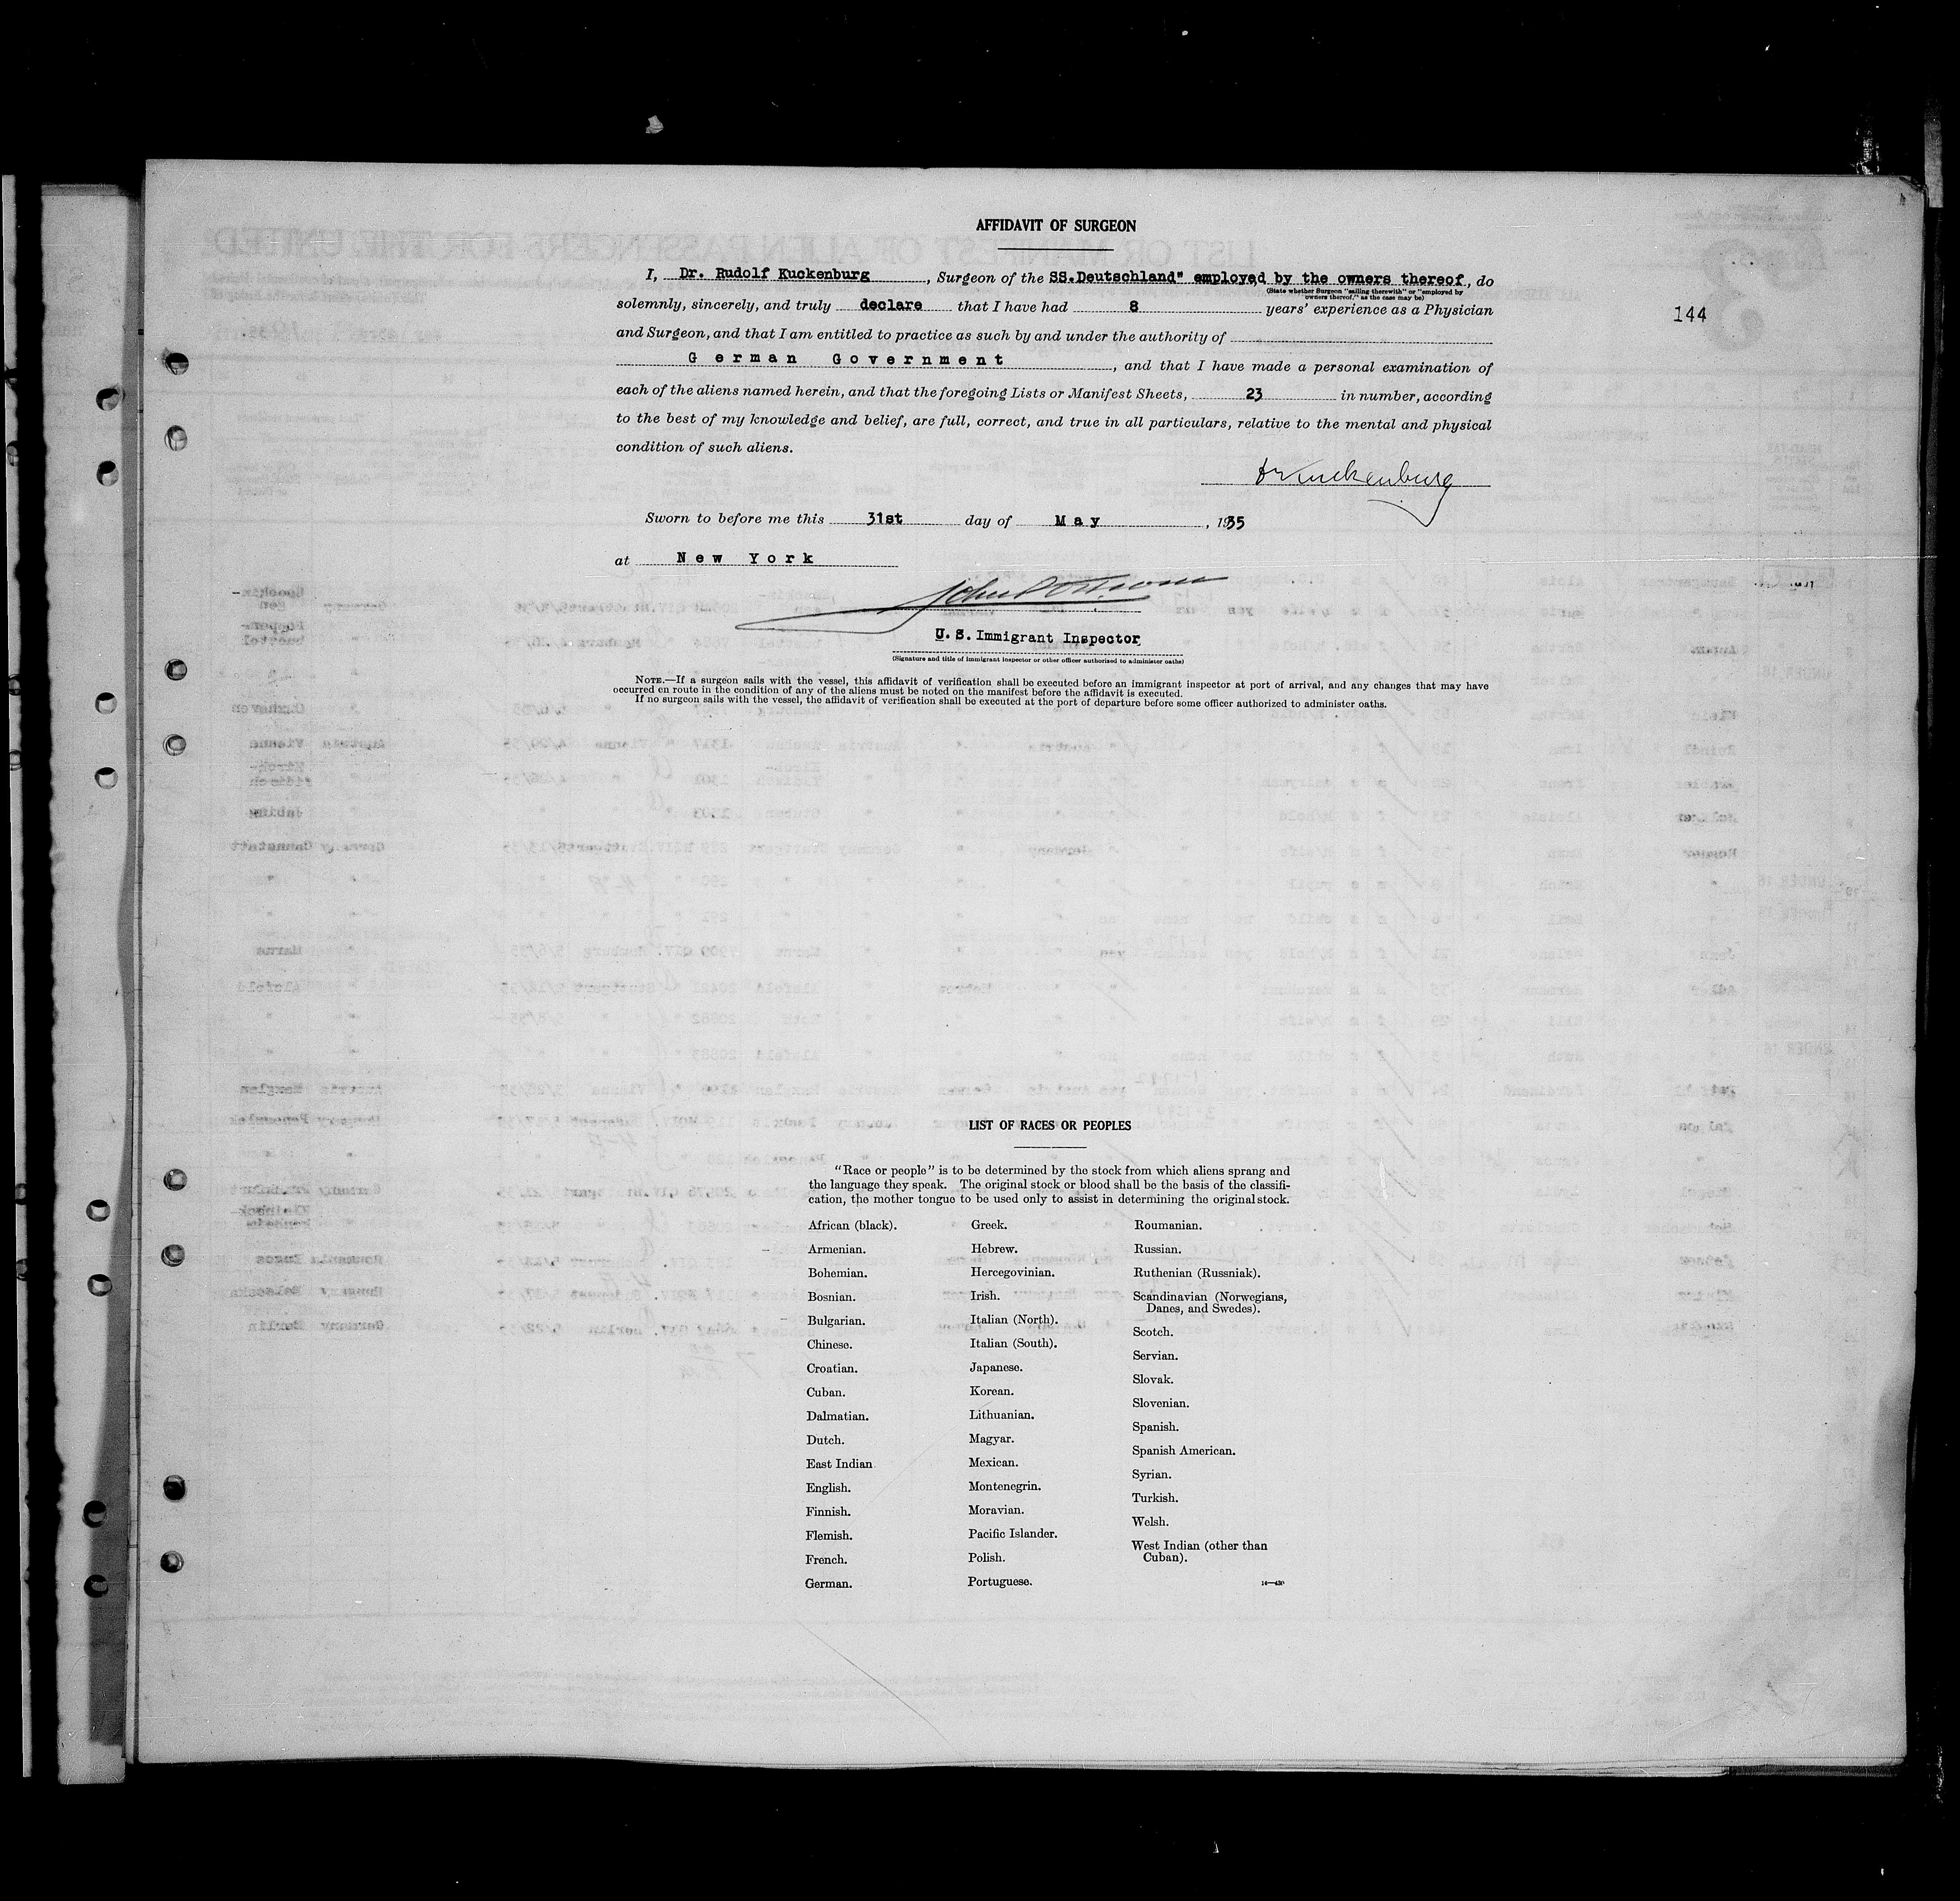 AFFIDAVIT OF SURGEON
I, Dr. Rudolf Kuckenburg, Surgeon of the SS.Deutschland" employed by the owners thereof, do
(State whether Surgeon "sailing therewith" or "employed by
owners thereof," as the case may be)
solemnly, sincerely, and truly declare that I have had 8 years' experience as a Physician
144
and Surgeon, and that I am entitled to practice as such by and under the authority of
German Government, and that I have made a personal examination of
each of the aliens named herein, and that the foregoing Lists or Manifest Sheets, 23 in number, according
to the best of my knowledge and belief, are full, correct, and true in all particulars, relative to the mental and physical
condition of such aliens.
Kuckenburg
Sworn to before me this 31st day of May, 1935
at New York
U. S. Immigrant Inspector
(Signature and title of immigrant inspector or other officer authorized to administer oaths)
NOTE.—If a surgeon sails with the vessel, this affidavit of verification shall be executed before an immigrant inspector at port of arrival, and any changes that may have
occurred en route in the condition of any of the aliens must be noted on the manifest before the affidavit is executed.
If no surgeon sails with the vessel, the affidavit of verification shall be executed at the port of departure before some officer authorized to administer oaths.
LIST OF RACES OR PEOPLES
"Race or people" is to be determined by the stock from which aliens sprang and
the language they speak. The original stock or blood shall be the basis of the classifi-
cation, the mother tongue to be used only to assist in determining the original stock.
African (black).
Armenian.
Bohemian.
Bosnian.
Bulgarian.
Chinese.
Croatian.
Cuban.
Dalmatian.
Dutch.
East Indian
English.
Finnish.
Flemish.
French.
German.
Greek.
Hebrew.
Hercegovinian.
Irish.
Italian (North).
Italian (South).
Japanese.
Korean.
Lithuanian.
Magyar.
Mexican.
Montenegrin.
Moravian.
Pacific Islander.
Polish.
Portuguese.
Roumanian.
Russian.
Ruthenian (Russniak).
Scandinavian (Norwegians,
Danes, and Swedes).
Scotch.
Servian.
Slovak.
Slovenian.
Spanish.
Spanish American.
Syrian.
Turkish.
Welsh.
West Indian (other than
Cuban).